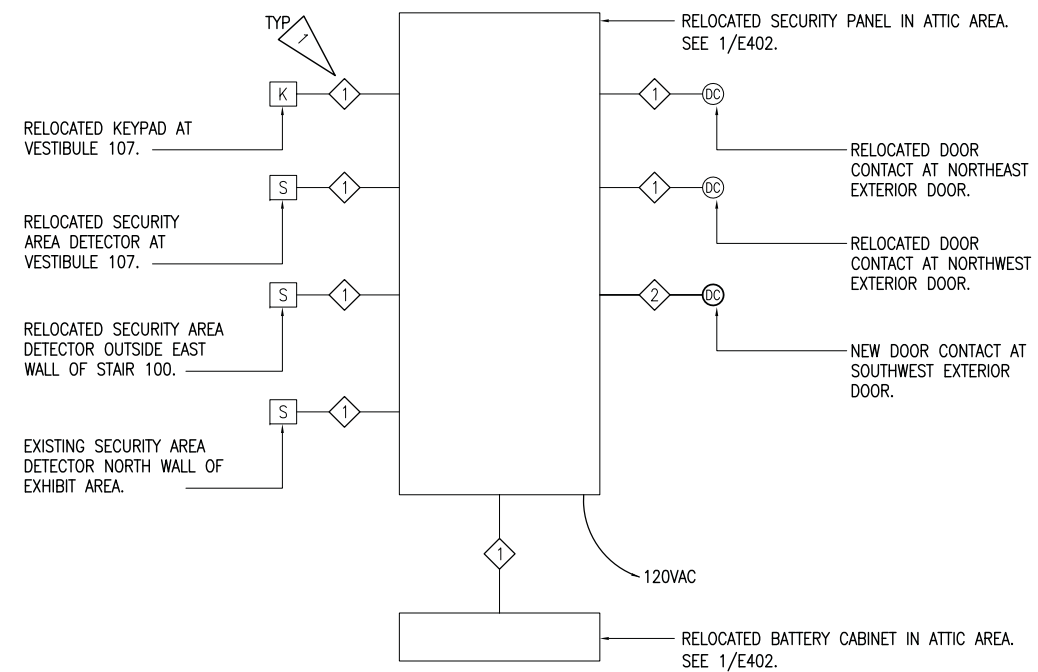 TYP
1
RELOCATED SECURITY PANEL IN ATTIC AREA.
SEE 1/E402.
K
1
1
DC
RELOCATED KEYPAD AT
VESTIBULE 107.
RELOCATED DOOR
CONTACT AT NORTHEAST
EXTERIOR DOOR.
S
1
1
DC
RELOCATED SECURITY
AREA DETECTOR AT
VESTIBULE 107.
RELOCATED DOOR
CONTACT AT NORTHWEST
EXTERIOR DOOR.
S
1
2
DC
RELOCATED SECURITY AREA
DETECTOR OUTSIDE EAST
WALL OF STAIR 100.
NEW DOOR CONTACT AT
SOUTHWEST EXTERIOR
DOOR.
S
1
EXISTING SECURITY AREA
DETECTOR NORTH WALL OF
EXHIBIT AREA.
1
120VAC
RELOCATED BATTERY CABINET IN ATTIC AREA.
SEE 1/E402.